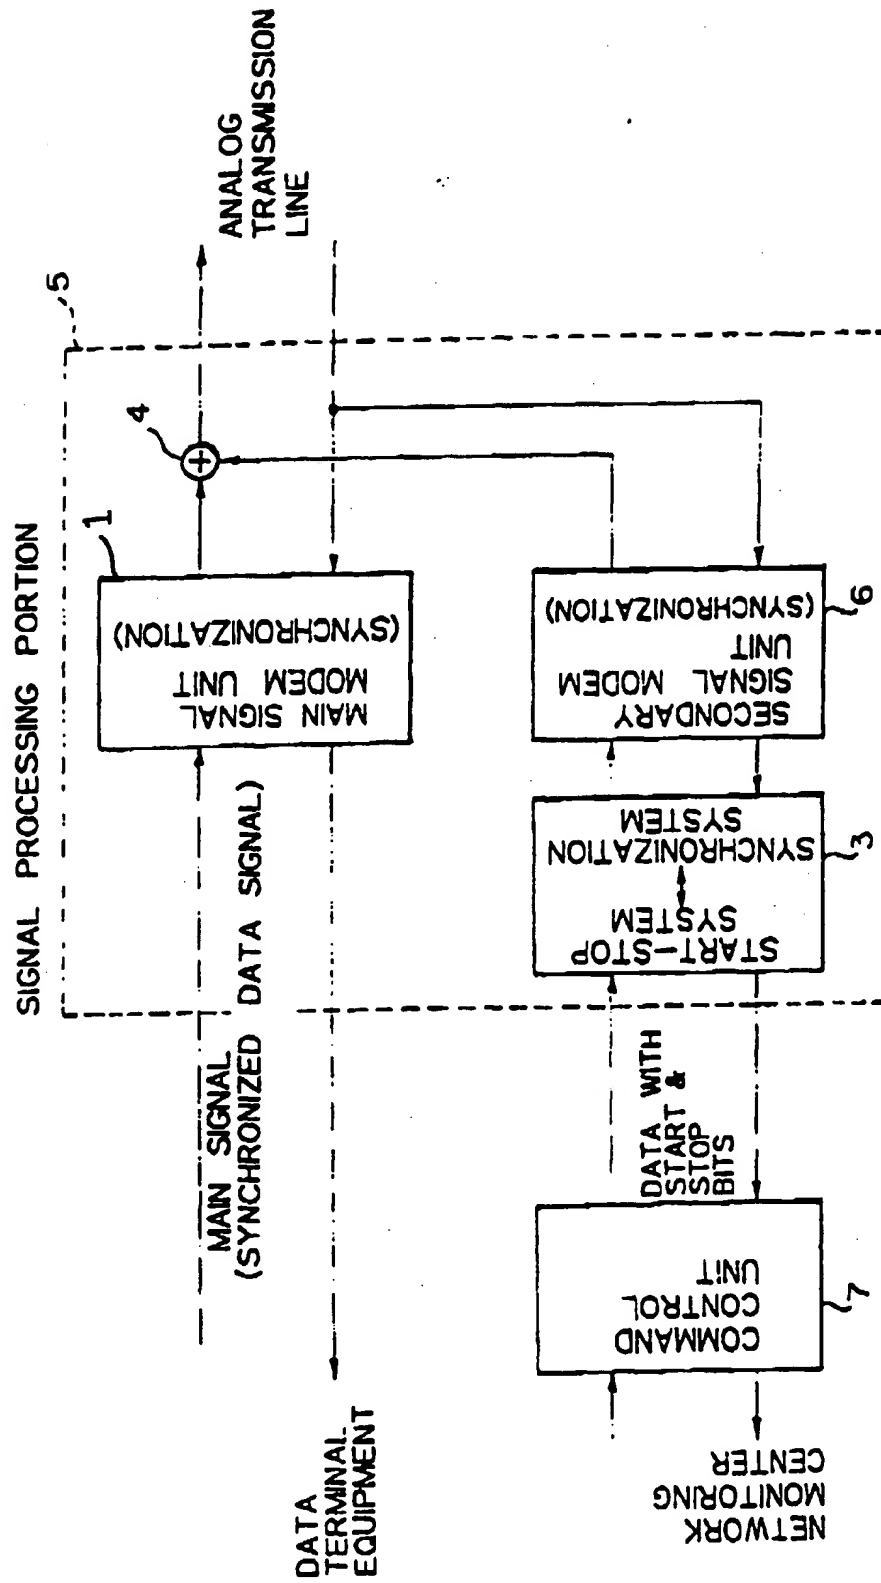 SIGNAL PROCESSING PORTION
5
ANALOG
TRANSMISSION
LINE
4
1
MAIN SIGNAL
MODEM UNIT
(SYNCHRONIZATION)
MAIN SIGNAL
(SYNCHRONIZED DATA SIGNAL)
DATA
TERMINAL
EQUIPMENT
SECONDARY
SIGNAL MODEM
UNIT
(SYNCHRONIZATION)
6
START-STOP
SYSTEM
SYNCHRONIZATION
SYSTEM
3
DATA WITH
START &
STOP
BITS
COMMAND
CONTROL
UNIT
7
NETWORK
MONITORING
CENTER